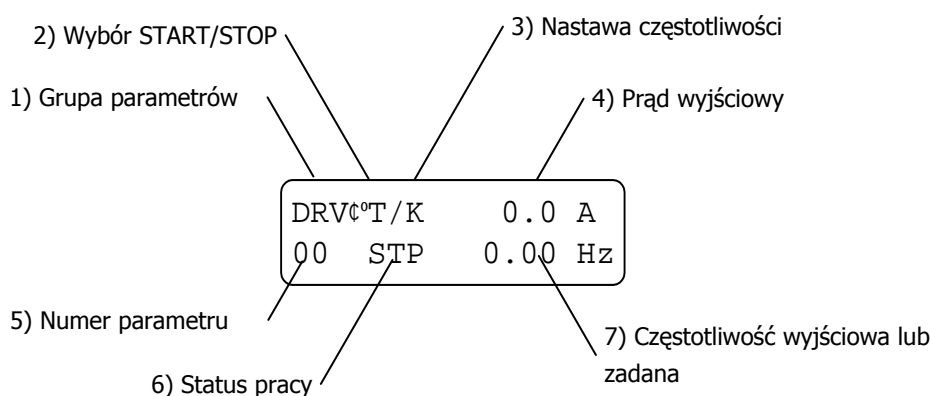 2) Wybór START/STOP
3) Nastawa częstotliwości
1) Grupa parametrów
4) Prąd wyjściowy
DRV¢ºT/K 0.0 A
00 STP 0.00 Hz
5) Numer parametru
7) Częstotliwość wyjściowa lub
zadana
6) Status pracy